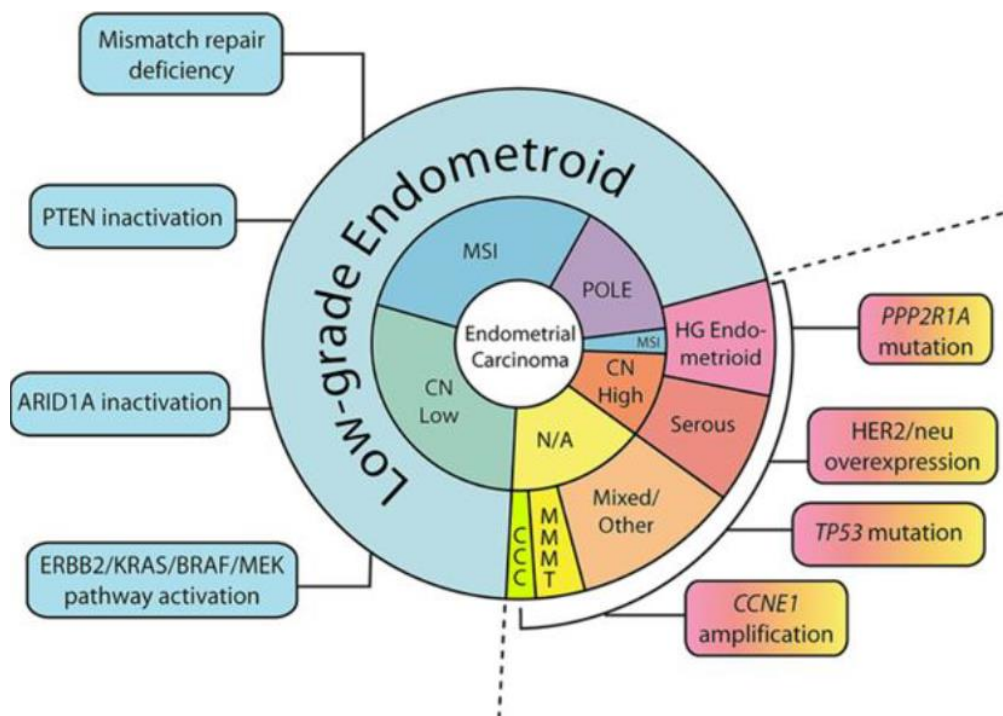 Mismatch repair
deficiency
PTEN inactivation
ARID1A inactivation
ERBB2/KRAS/BRAF/MEK
pathway activation
Low-grade Endometroid
MSI
POLE
MSI
CN
High
N/A
CN
Low
Endometrial
Carcinoma
HG Endo-
metrioid
Serous
Mixed/
Other
MMMT
CCC
PPP2R1A
mutation
HER2/neu
overexpression
TP53 mutation
CCNE1
amplification